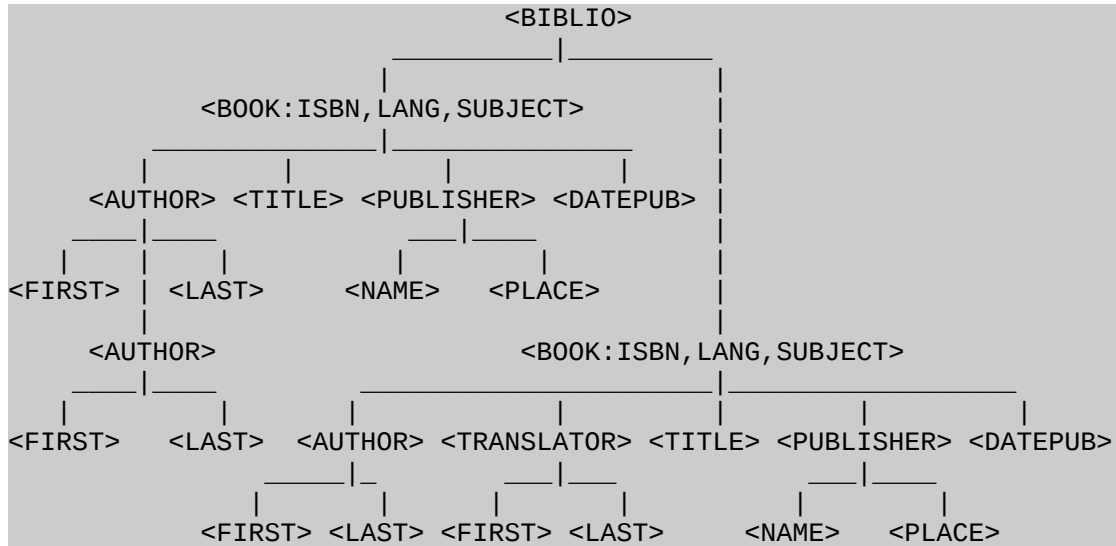 <BIBLIO>
<BOOK:ISBN,LANG,SUBJECT>
<AUTHOR> <TITLE> <PUBLISHER> <DATEPUB>
<FIRST> <LAST> <NAME> <PLACE>
<AUTHOR> <BOOK:ISBN,LANG,SUBJECT>
<FIRST> <LAST> <AUTHOR> <TRANSLATOR> <TITLE> <PUBLISHER> <DATEPUB>
<FIRST> <LAST> <FIRST> <LAST> <NAME> <PLACE>